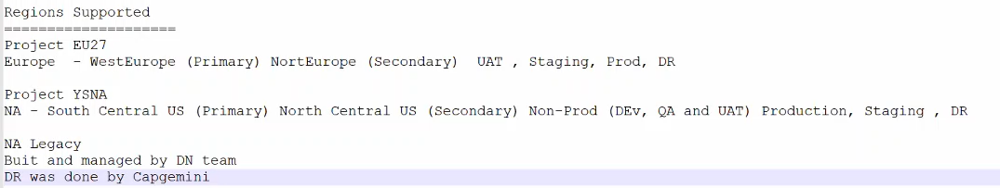 Regions Supported
====================
Project EU27
Europe  - WestEurope (Primary) NortEurope (Secondary)  UAT , Staging, Prod, DR
Project YSNA
NA - South Central US (Primary) North Central US (Secondary) Non-Prod (DEv, QA and UAT) Production, Staging , DR
NA Legacy
Buit and managed by DN team
DR was done by Capgemini